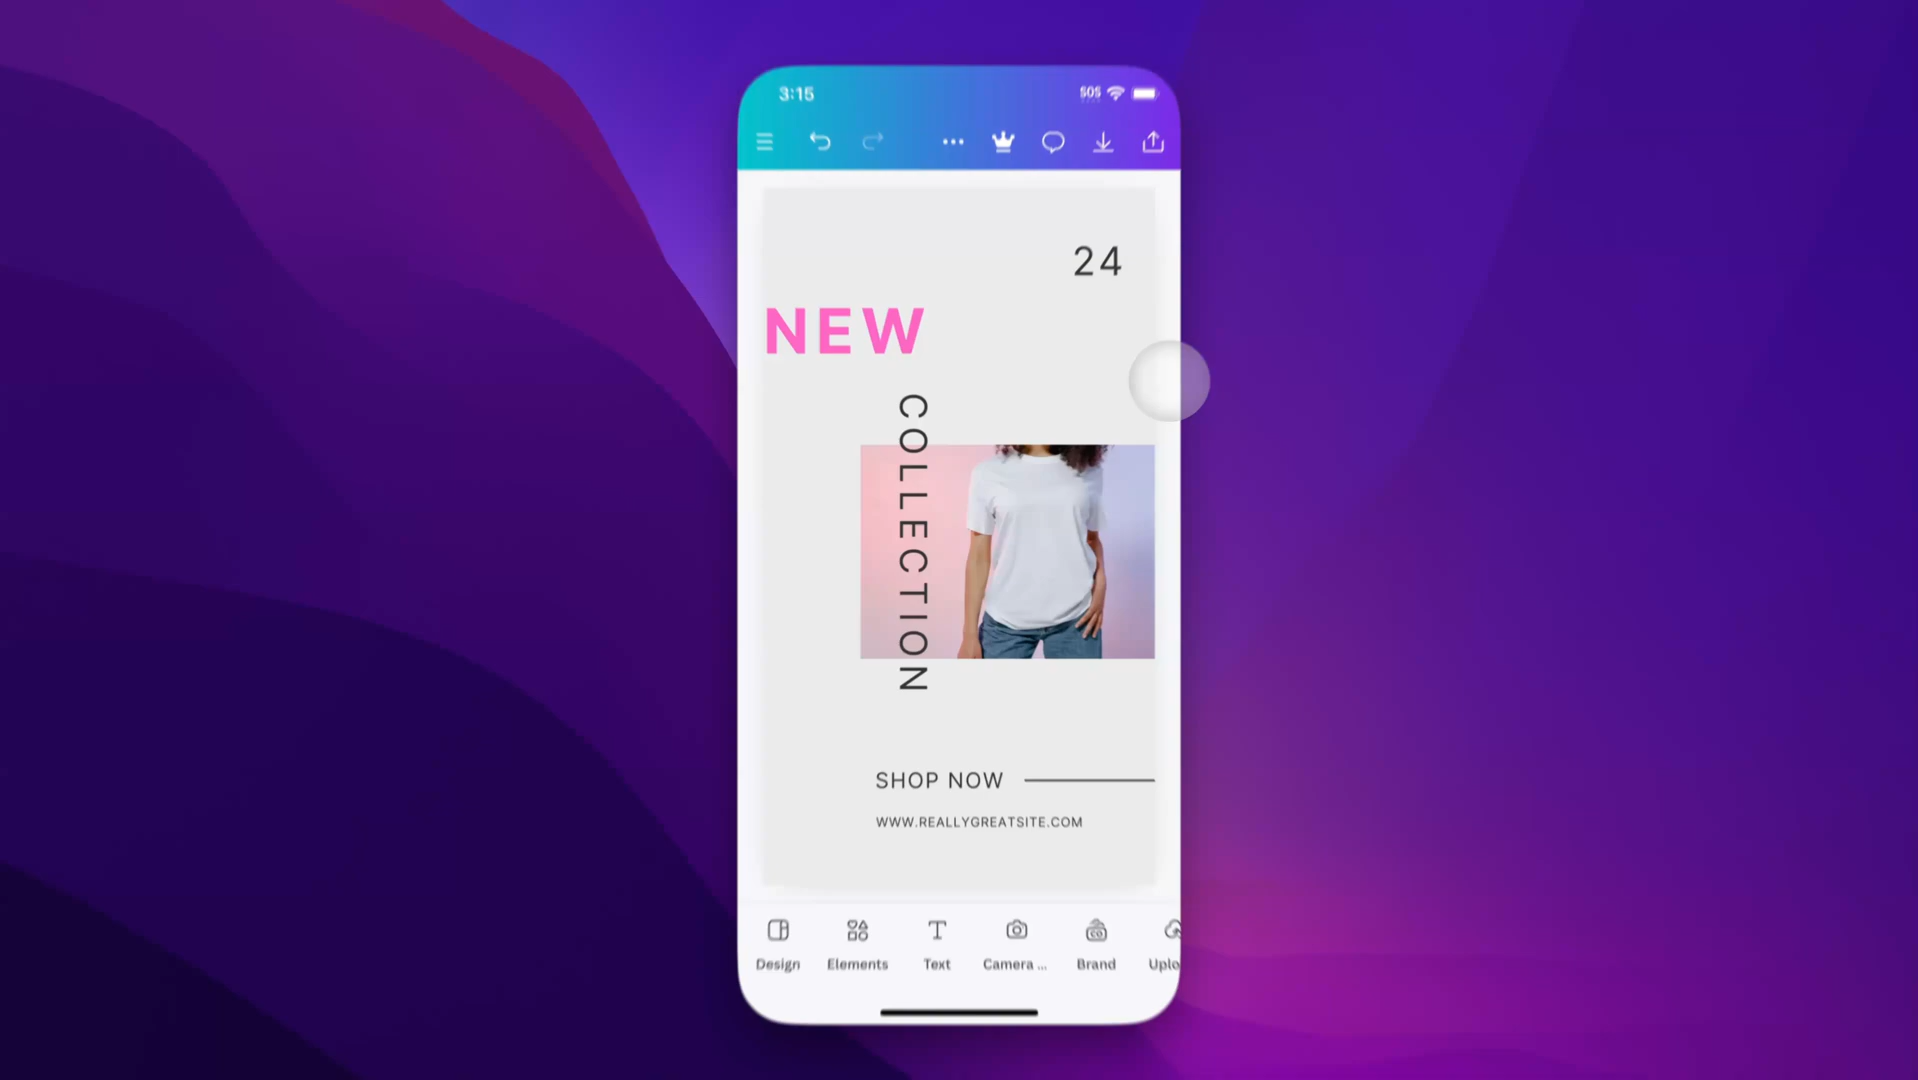 3:15
SOS
24
NEW
COLLECTION
SHOP NOW
WWW.REALLYGREATSITE.COM
Design
Elements
Text
Camera ...
Brand
Uplo